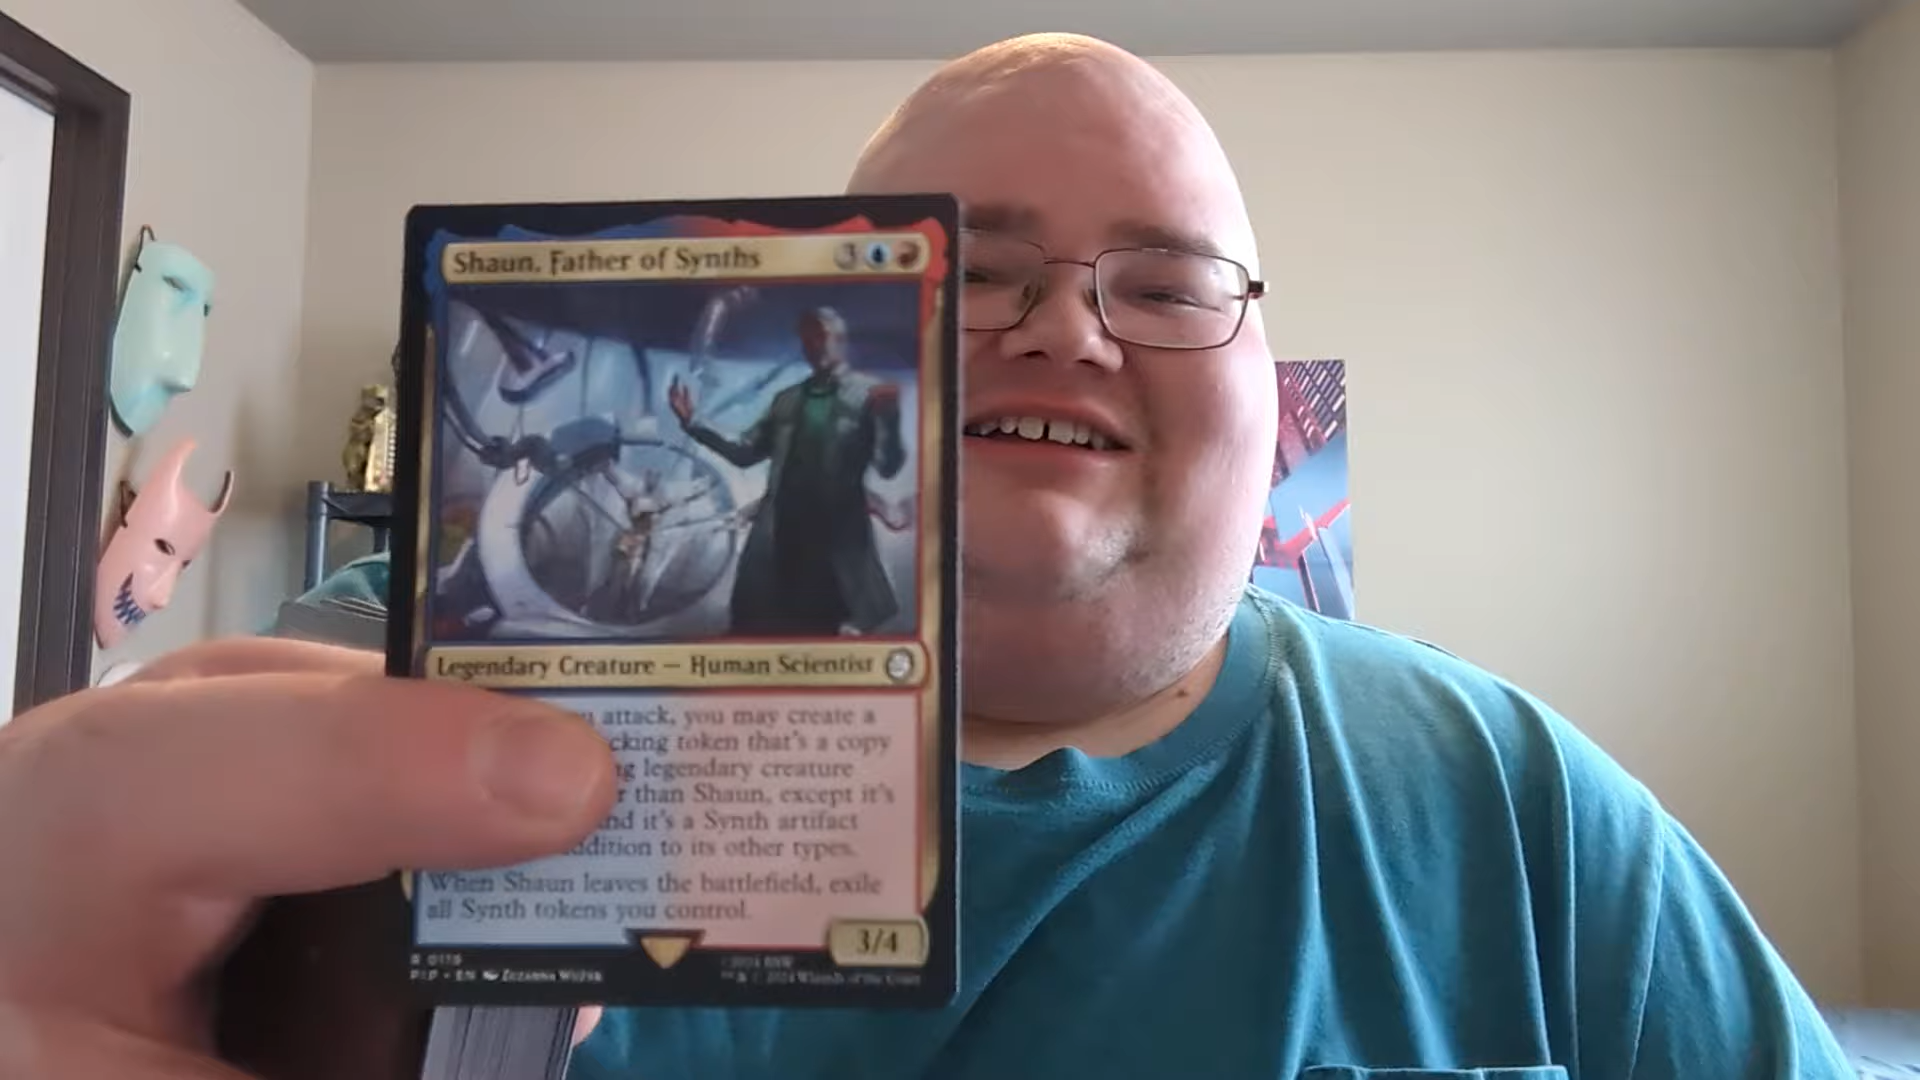 Shaun, Father of Synths 3
Legendary Creature — Human Scientist
attack, you may create a
token that's a copy
legendary creature
than Shaun, except it's
it's a Synth artifact
to its other types.
When Shaun leaves the battlefield, exile
all Synth tokens you control.
3/4
PIP • EN